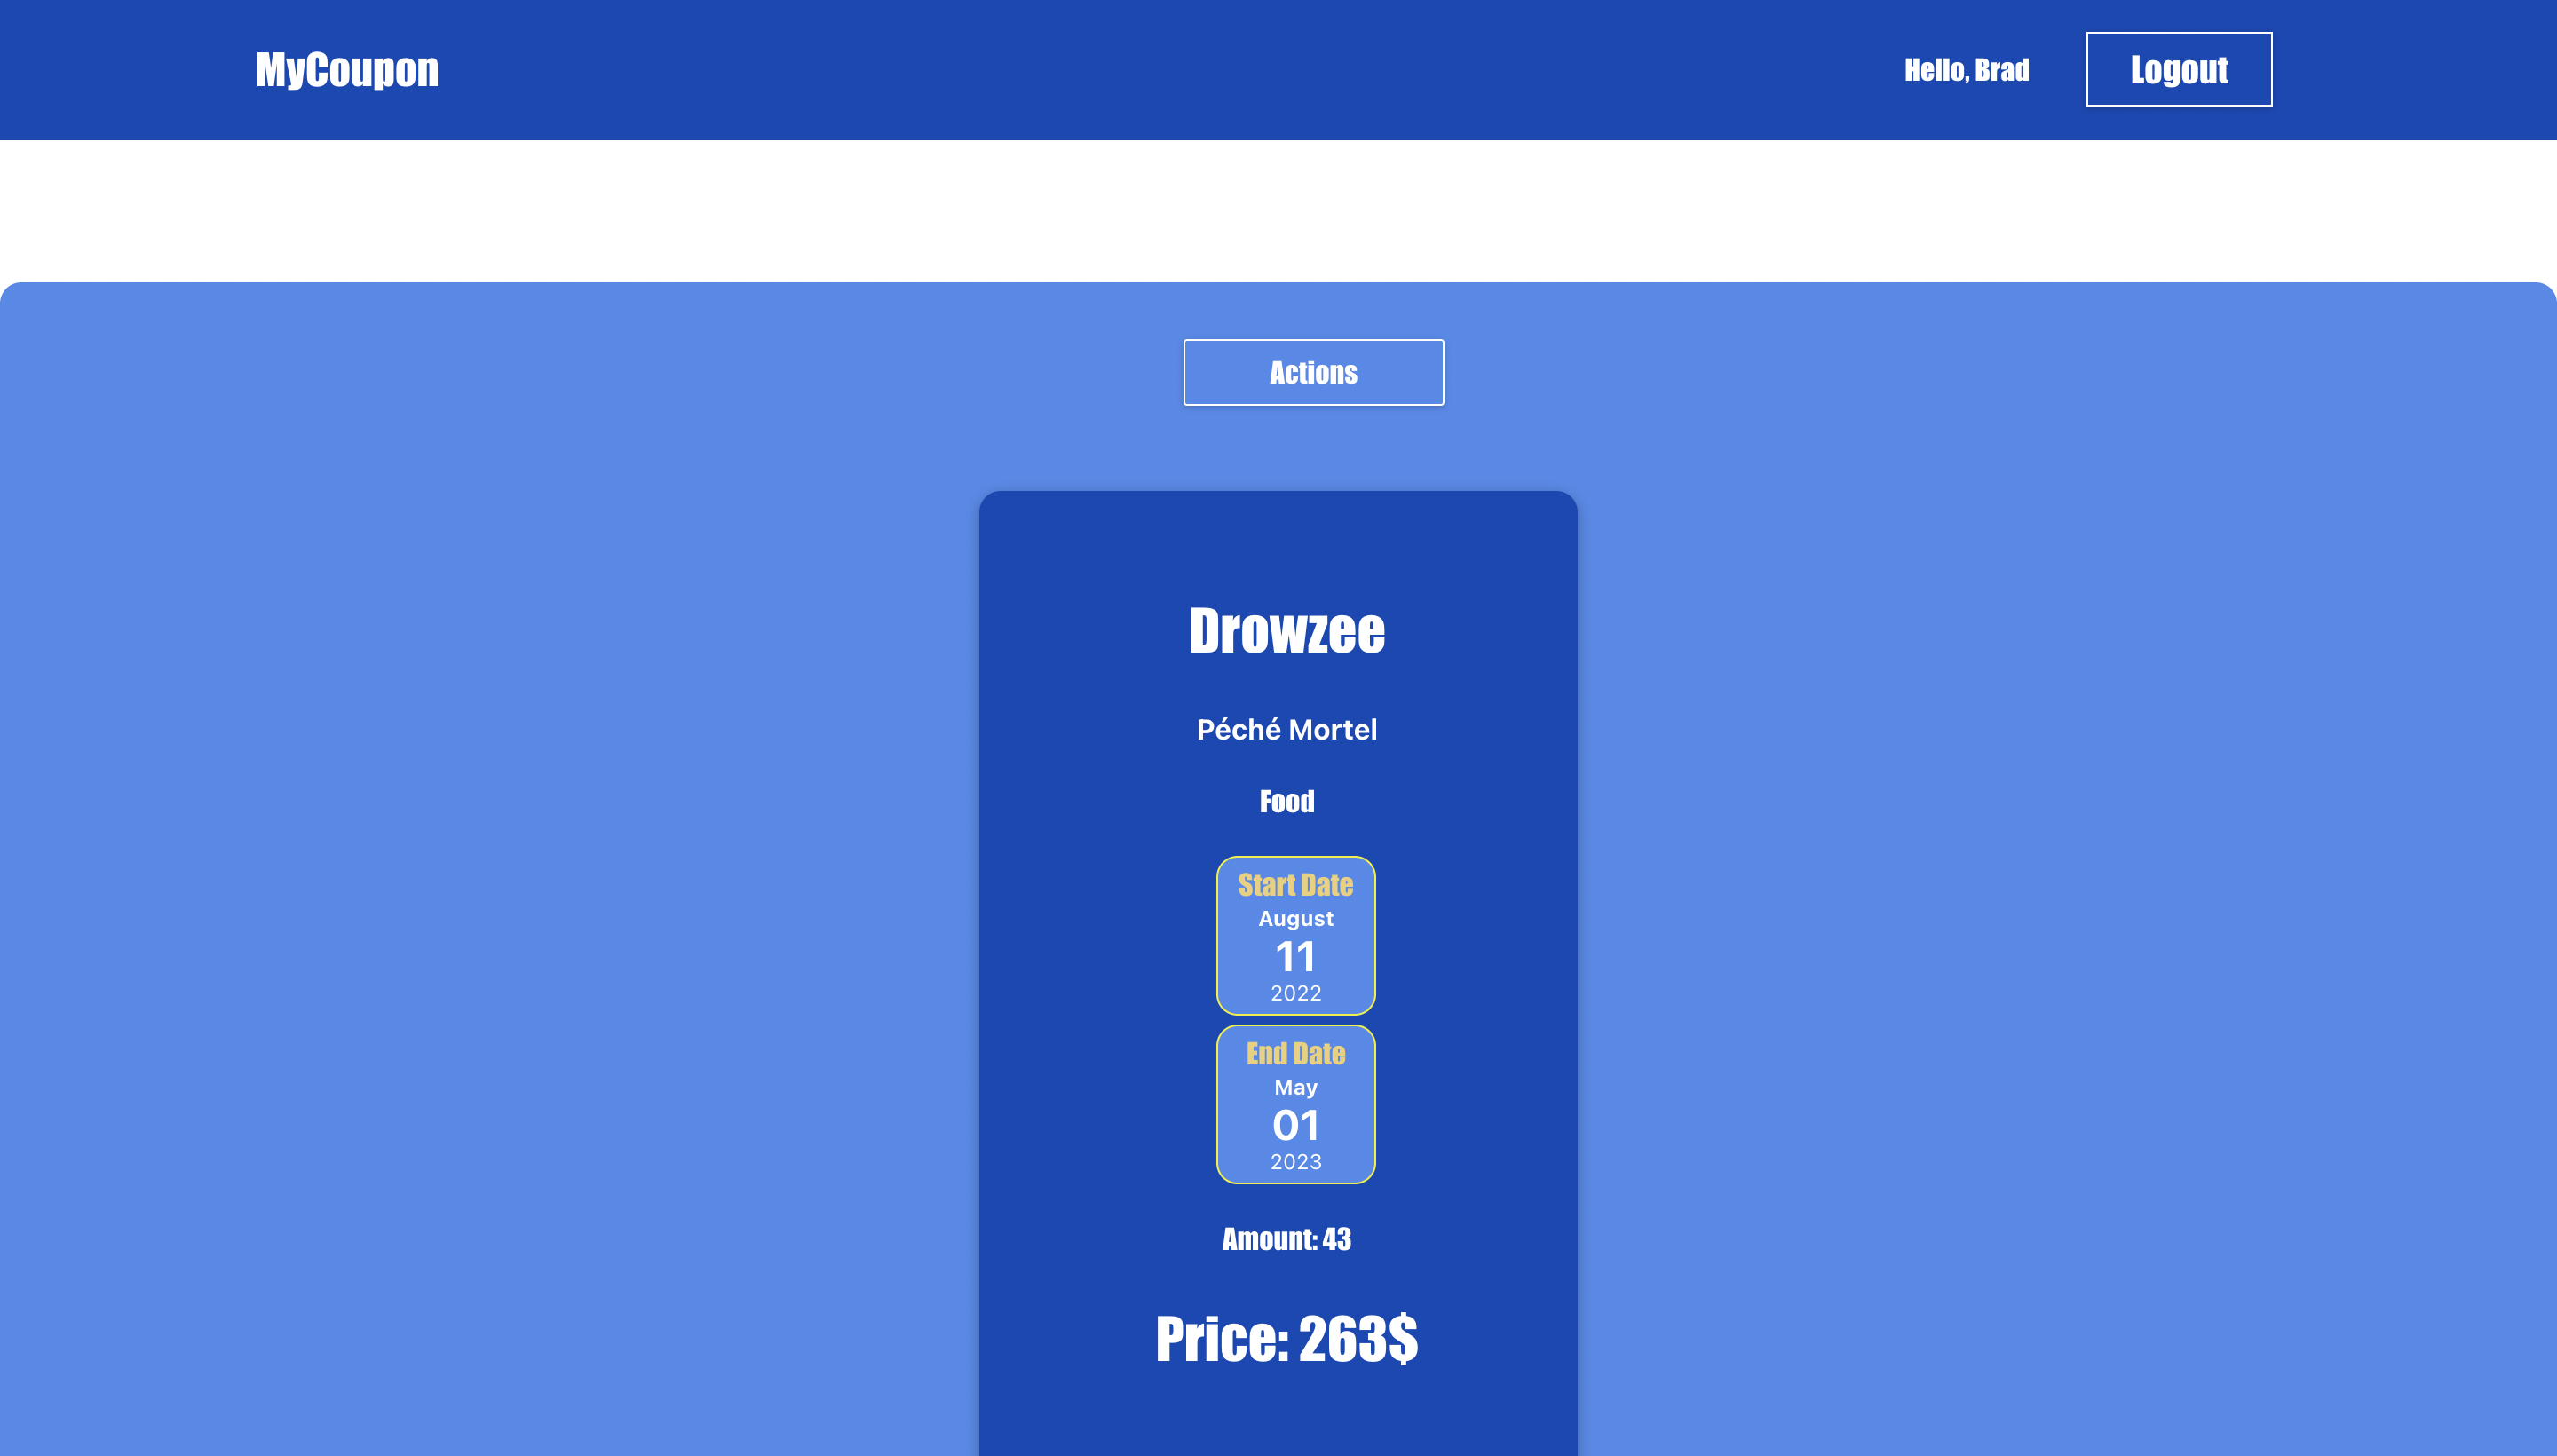 MyCoupon
Hello, Brad
Logout
Actions
Drowzee
Péché Mortel
Food
Start Date
August
11
2022
End Date
May
01
2023
Amount: 43
Price: 263$